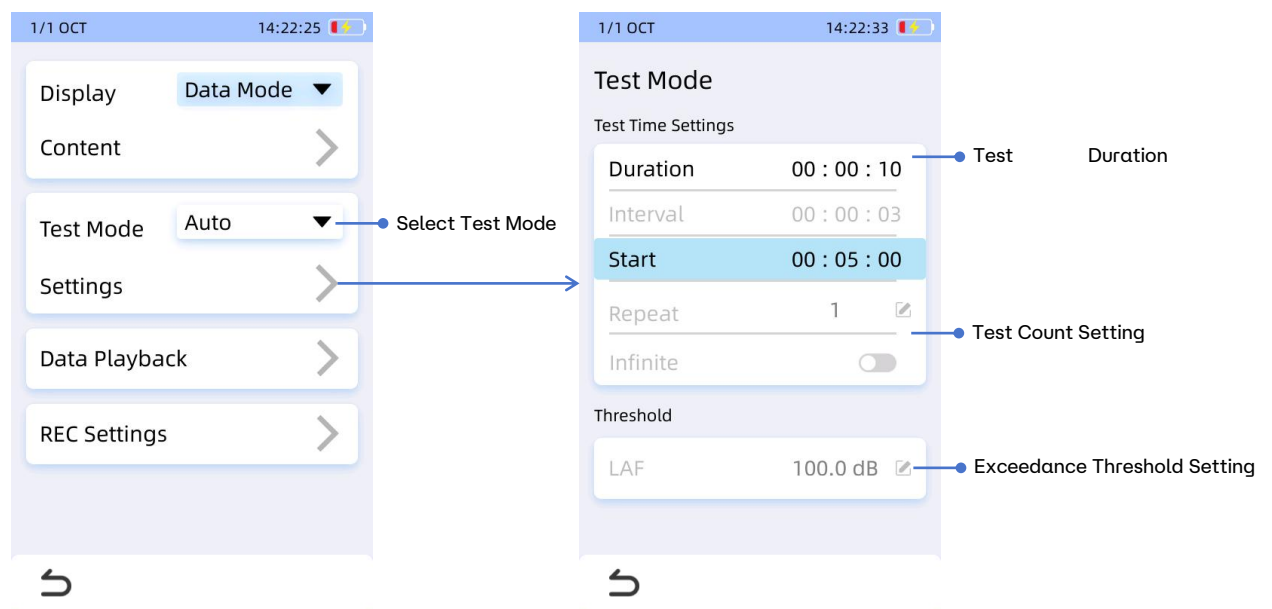 1/1 OCT 14:22:25
Display Data Mode
Content
Test Mode Auto
Settings
Data Playback
REC Settings
Select Test Mode
1/1 OCT 14:22:33
Test Mode
Test Time Settings
Duration 00 : 00 : 10
Interval 00 : 00 : 03
Start 00 : 05 : 00
Repeat 1
Infinite
Threshold
LAF 100.0 dB
Test Duration
Test Count Setting
Exceedance Threshold Setting